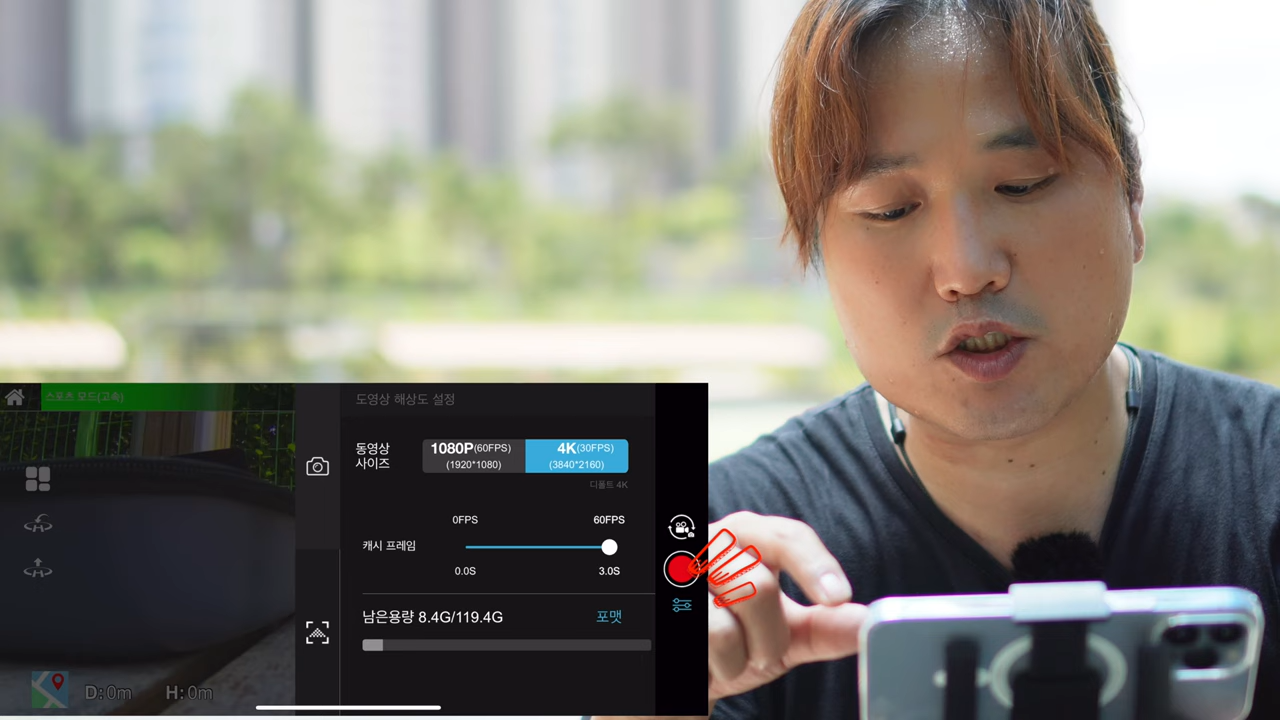 스포츠 모드(고속)
도영상 해상도 설정
동영상
사이즈
1080P(60FPS)
(1920*1080)
4K(30FPS)
(3840*2160)
디폴트 4K
0FPS
60FPS
캐시 프레임
0.0S
3.0S
남은용량 8.4G/119.4G
포맷
D:0m
H:0m